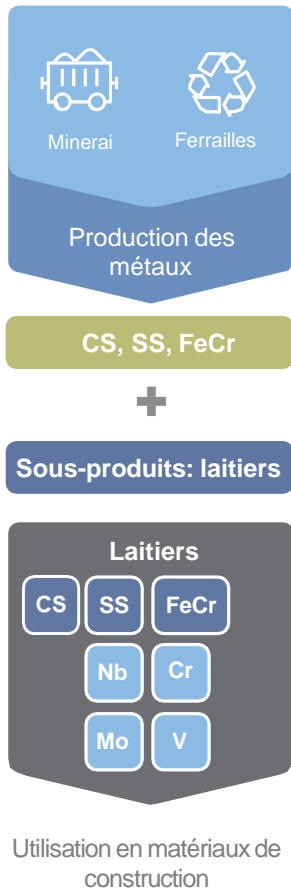 Minerai
Ferrailles
Production des
métaux
CS, SS, FeCr
Sous-produits: laitiers
Laitiers
CS SS FeCr
Nb Cr
Mo V
Utilisation en matériaux de
construction